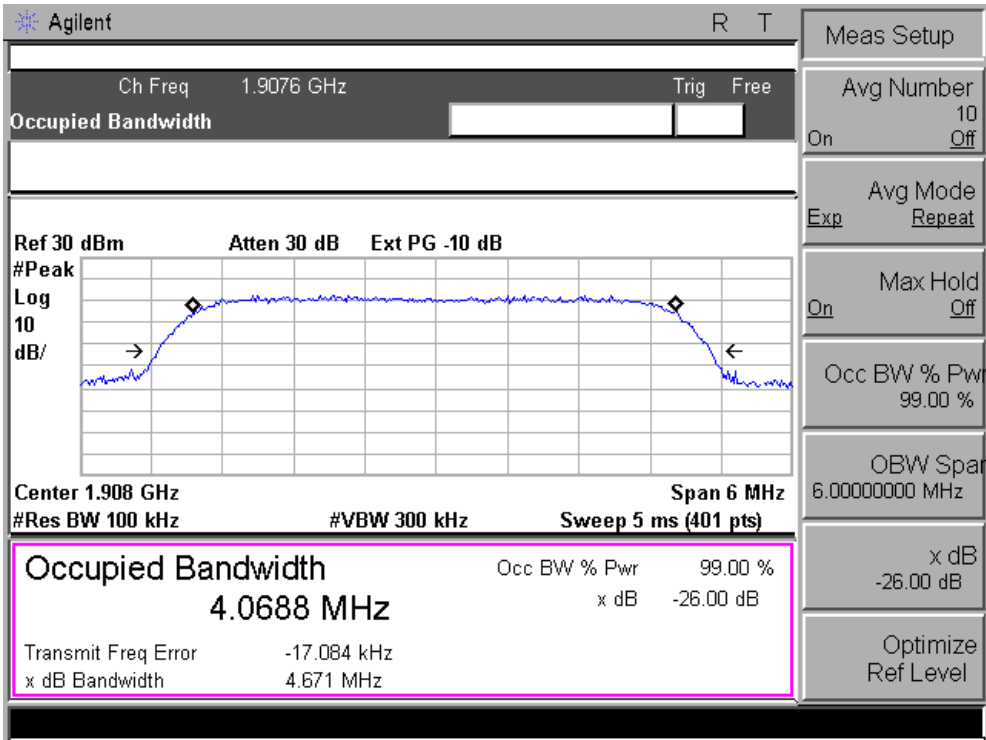 Agilent R T
Ch Freq 1.9076 GHz Trig Free
Occupied Bandwidth
Ref 30 dBm Atten 30 dB Ext PG -10 dB
#Peak
Log
10
dB/
Center 1.908 GHz Span 6 MHz
#Res BW 100 kHz #VBW 300 kHz Sweep 5 ms (401 pts)
Occupied Bandwidth
4.0688 MHz
Occ BW % Pwr 99.00 %
x dB -26.00 dB
Transmit Freq Error -17.084 kHz
x dB Bandwidth 4.671 MHz
Meas Setup
Avg Number
10
On Off
Avg Mode
Exp Repeat
Max Hold
On Off
Occ BW % Pwr
99.00 %
OBW Spa
6.00000000 MHz
x dB
-26.00 dB
Optimize
Ref Level